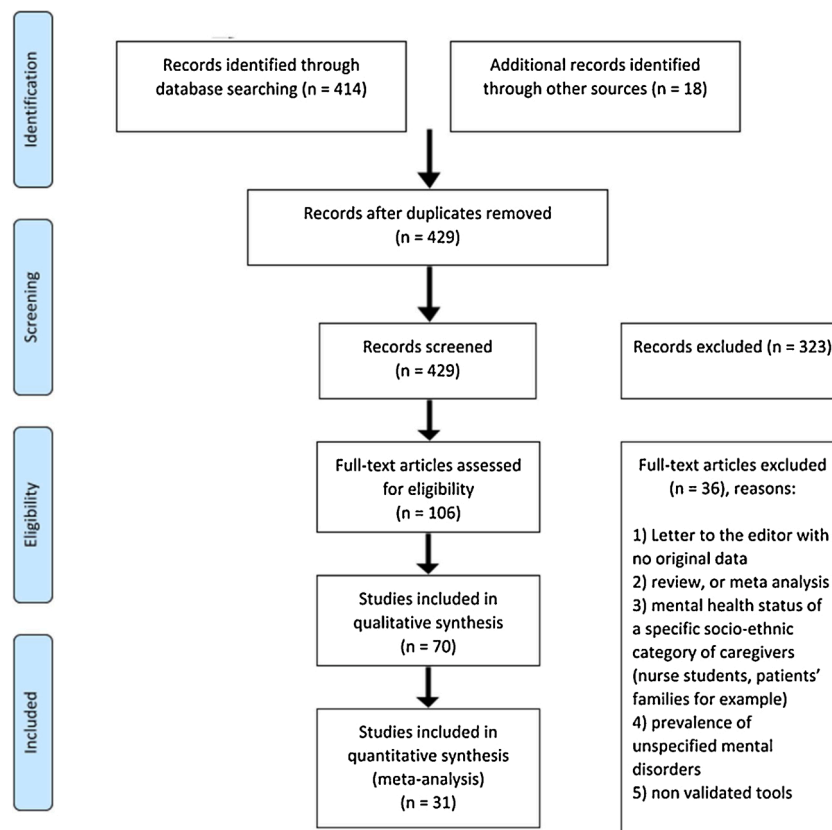 Identification
Records identified through
database searching (n = 414)
Additional records identified
through other sources (n = 18)
Records after duplicates removed
(n = 429)
Screening
Records screened
(n = 429)
Records excluded (n = 323)
Eligibility
Full-text articles assessed
for eligibility
(n = 106)
Full-text articles excluded
(n = 36), reasons:
1) Letter to the editor with
no original data
2) review, or meta analysis
3) mental health status of
a specific socio-ethnic
category of caregivers
(nurse students, patients’
families for example)
4) prevalence of
unspecified mental
disorders
5) non validated tools
Studies included in
qualitative synthesis
(n = 70)
Included
Studies included in
quantitative synthesis
(meta-analysis)
(n = 31)